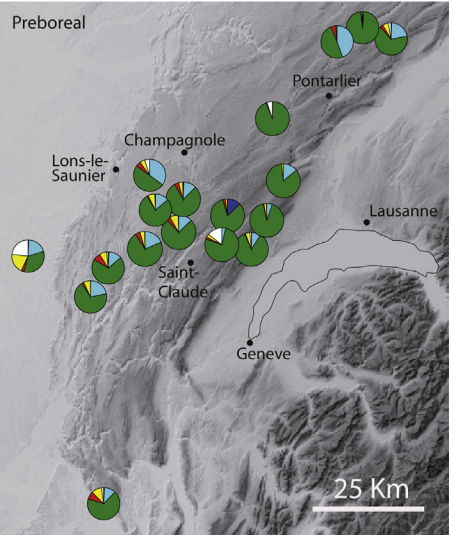 Preboreal
Pontarlier
Champagnole
Lons-le-
Saunier
Lausanne
Saint-
Claude
Geneve
25 Km